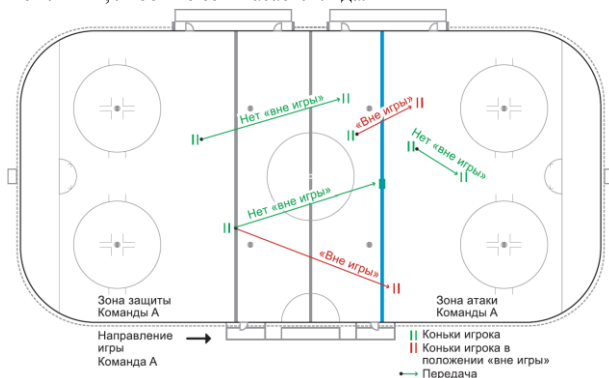 Нет «вне игры»
«Вне игры»
Нет «вне игры»
Нет «вне игры»
«Вне игры»
Зона защиты
Команды А
Зона атаки
Команды А
Направление
игры
Команда А
Коньки игрока
Коньки игрока в
положении «вне игры»
Передача